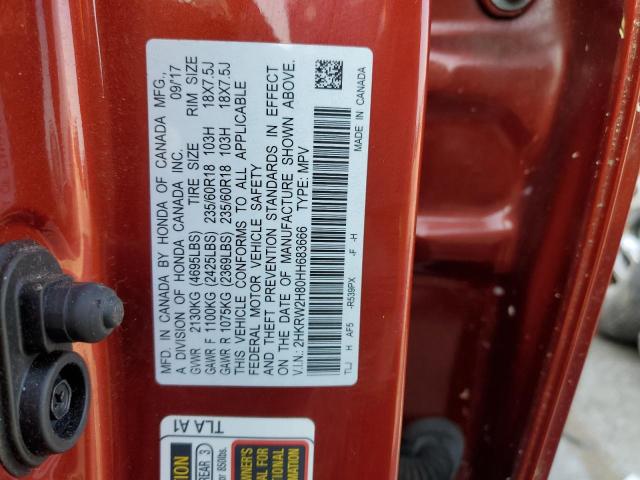 MFD. IN CANADA BY HONDA OF CANADA MFG.,
A DIVISION OF HONDA CANADA INC. 09/17
TIRE SIZE RIM SIZE
GVWR 2130KG (4695LBS)
GAWR F 1100KG (2425LBS) 235/60R18 103H 18X7.5J
GAWR R 1075KG (2369LBS) 235/60R18 103H 18X7.5J
THIS VEHICLE CONFORMS TO ALL APPLICABLE
FEDERAL MOTOR VEHICLE SAFETY
AND THEFT PREVENTION STANDARDS IN EFFECT
ON THE DATE OF MANUFACTURE SHOWN ABOVE.
V.I.N.: 2HKRW2H80HH683666 TYPE: MPV
TLJ H AF5 -R539PX -F -H
MADE IN CANADA
TLA A1
REAR 3
850lbs.